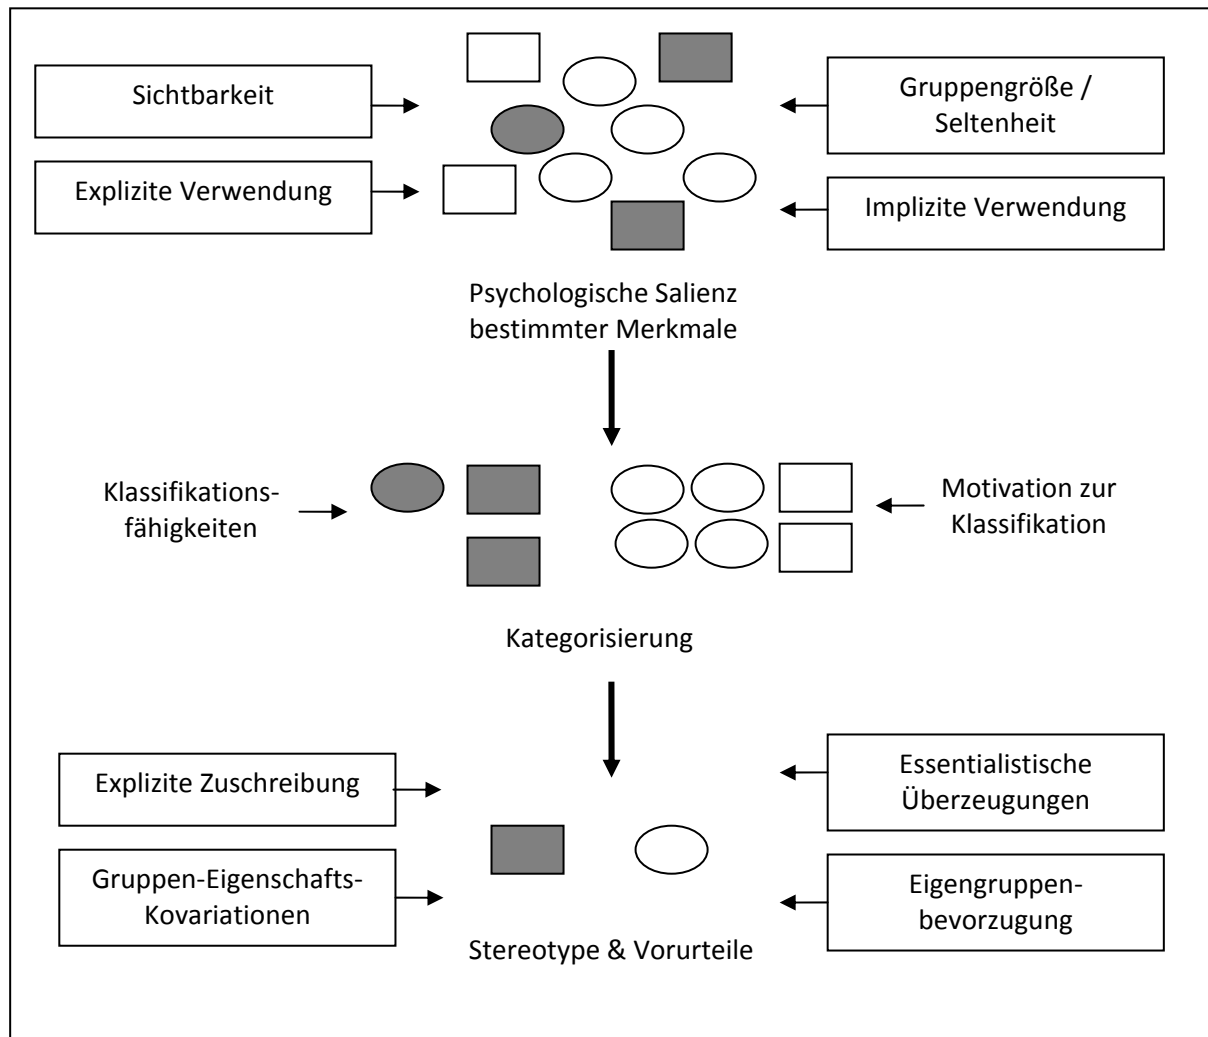 Sichtbarkeit
Gruppengröße /
Seltenheit
Explizite Verwendung
Implizite Verwendung
Psychologische Salienz
bestimmter Merkmale
Klassifikations-
fähigkeiten
Motivation zur
Klassifikation
Kategorisierung
Explizite Zuschreibung
Essentialistische
Überzeugungen
Gruppen-Eigenschafts-
Kovariationen
Eigengruppen-
bevorzugung
Stereotype & Vorurteile